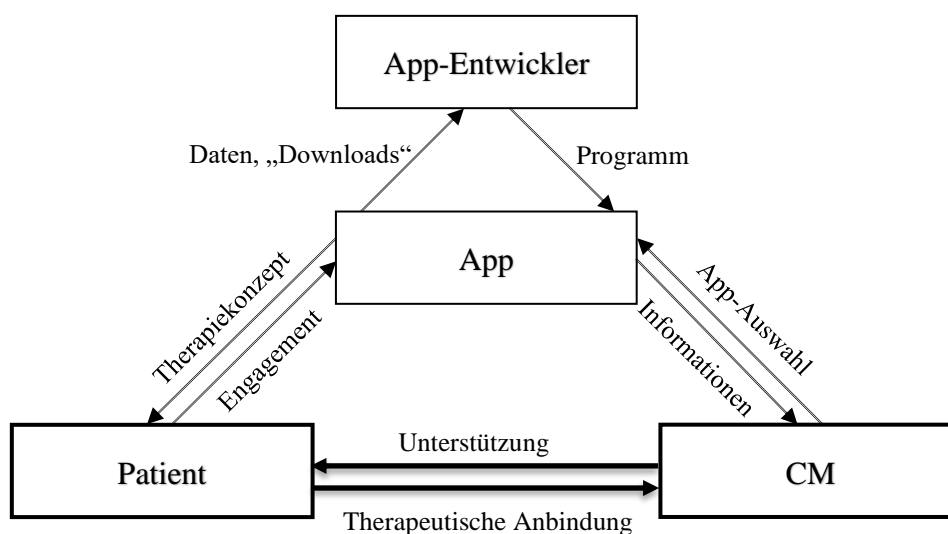 App-Entwickler
Daten, „Downloads“
Programm
App
Therapiekonzept
Engagement
App-Auswahl
Informationen
Unterstützung
Patient
CM
Therapeutische Anbindung